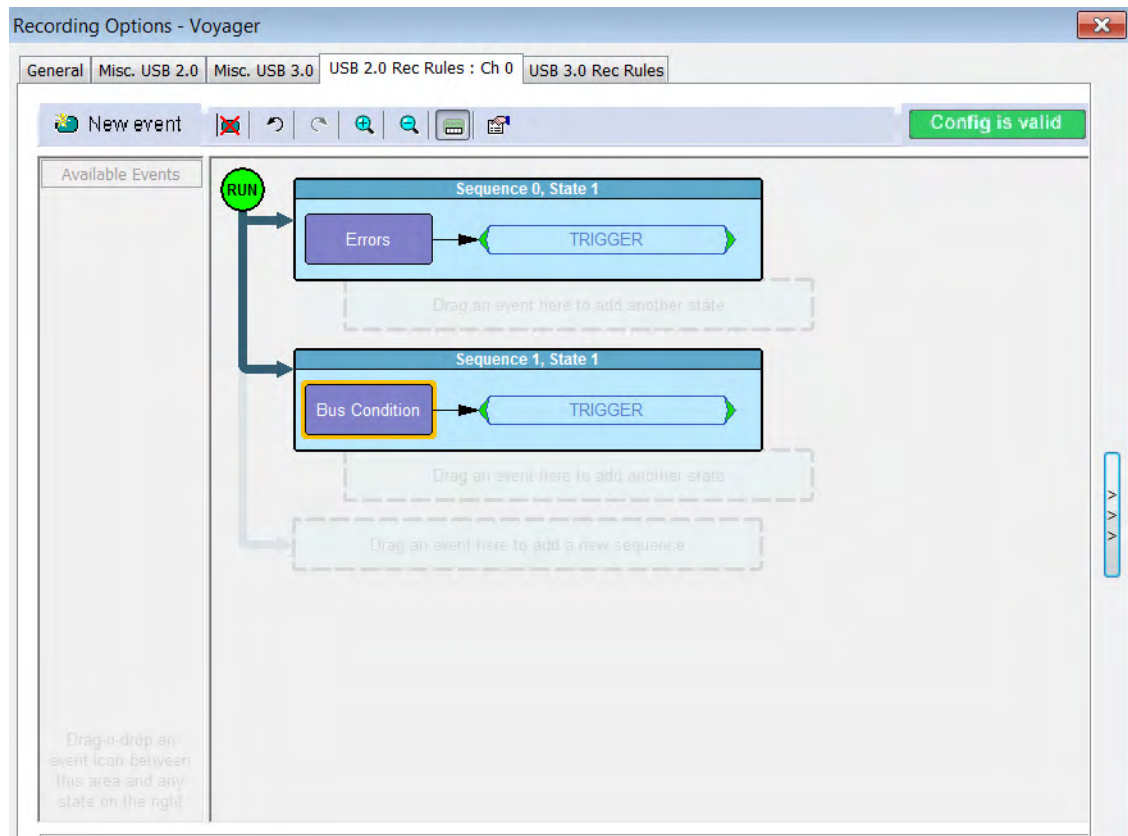 Recording Options - Voyager
General Misc. USB 2.0 Misc. USB 3.0 USB 2.0 Rec Rules : Ch 0 USB 3.0 Rec Rules
New event
Config is valid
Available Events
RUN
Sequence 0, State 1
Errors
TRIGGER
Drag an event here to add another state
Sequence 1, State 1
Bus Condition
TRIGGER
Drag an event here to add another state
Drag an event here to add a new sequence
>
>
>
Drag-n-drop an
event icon between
this area and any
state on the right